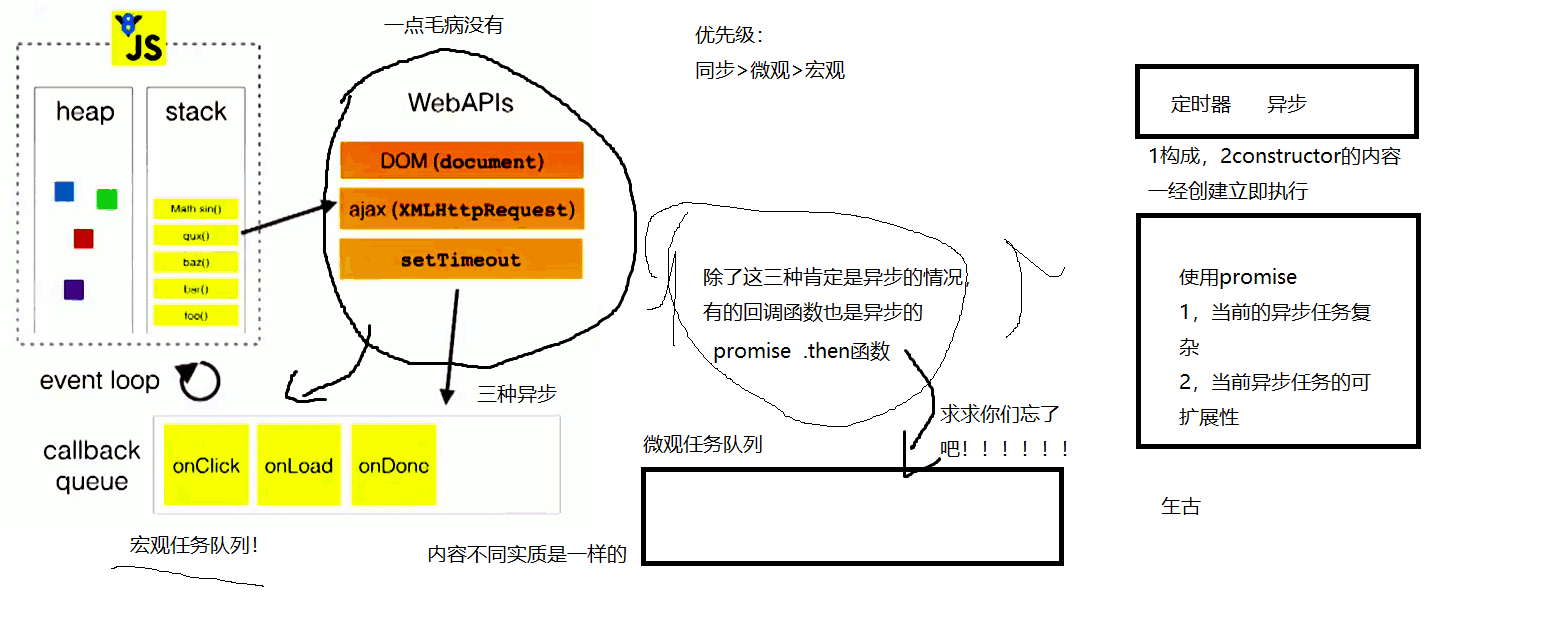 一点毛病没有
JS
heap
stack
Math sin()
qux()
baz()
bar()
foo()
WebAPIs
DOM (document)
ajax (XMLHttpRequest)
setTimeout
event loop
三种异步
callback
queue
onClick
onLoad
onDone
宏观任务队列!
内容不同实质是一样的
优先级：
同步>微观>宏观
除了这三种肯定是异步的情况,
有的回调函数也是异步的
promise .then函数
求求你们忘了
吧!!!!!!
微观任务队列
定时器 异步
1构成，2constructor的内容
一经创建立即执行
使用promise
1，当前的异步任务复
杂
2，当前异步任务的可
扩展性